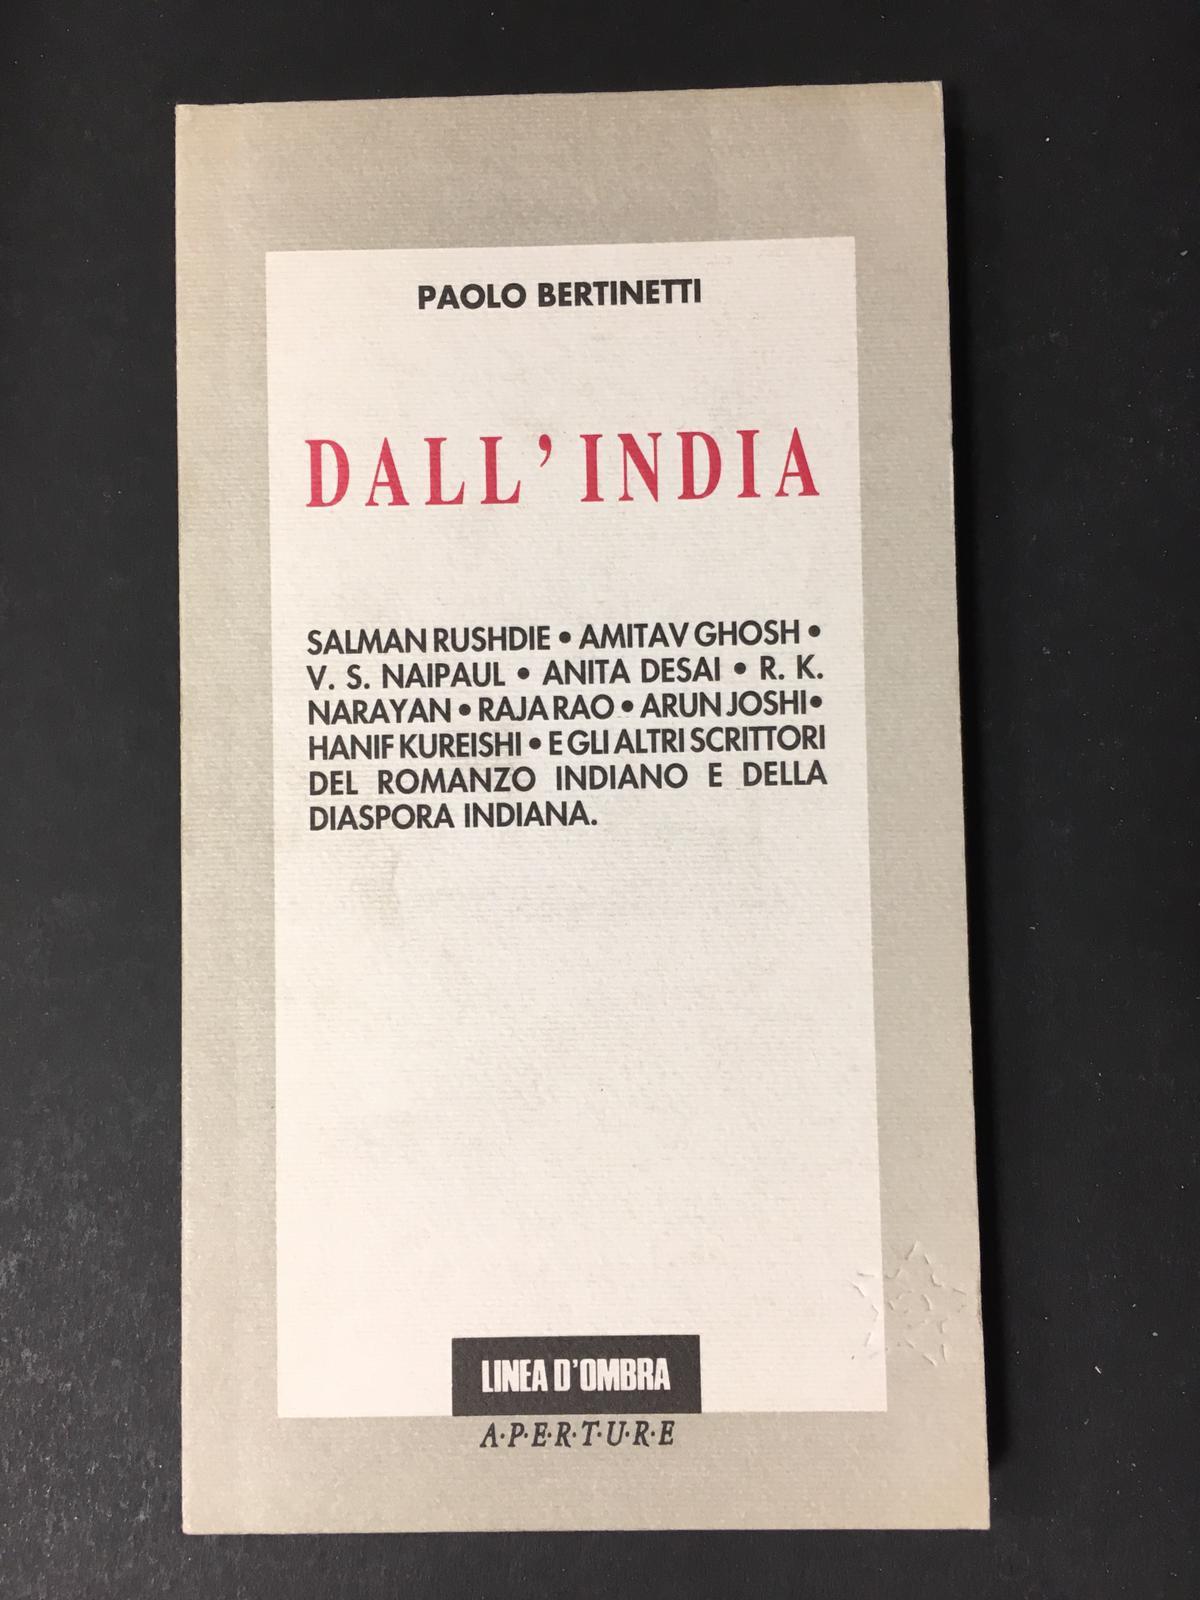 PAOLO BERTINETTI
DALL'INDIA
SALMAN RUSHDIE • AMITAV GHOSH •
V. S. NAIPAUL • ANITA DESAI • R. K.
NARAYAN • RAJA RAO • ARUN JOSHI •
HANIF KUREISHI • E GLI ALTRI SCRITTORI
DEL ROMANZO INDIANO E DELLA
DIASPORA INDIANA.
LINEA D'OMBRA
A·P·E·R·T·U·R·E